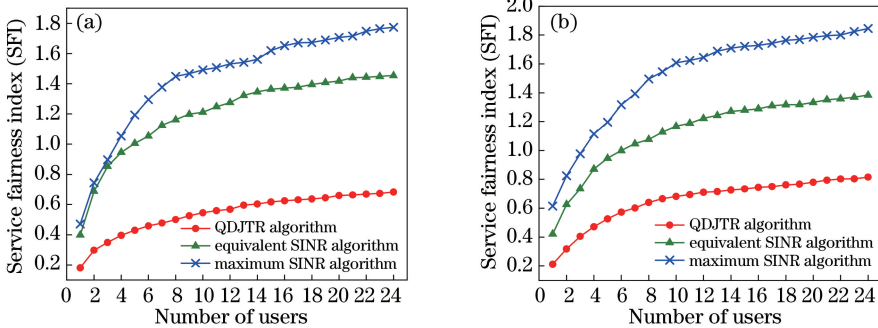 (a)
Service fairness index (SFI)
1.8
1.6
1.4
1.2
1.0
0.8
0.6
0.4
0.2
QDJTR algorithm
equivalent SINR algorithm
maximum SINR algorithm
0 2 4 6 8 10 12 14 16 18 20 22 24
Number of users
(b)
Service fairness index (SFI)
2.0
1.8
1.6
1.4
1.2
1.0
0.8
0.6
0.4
0.2
QDJTR algorithm
equivalent SINR algorithm
maximum SINR algorithm
0 2 4 6 8 10 12 14 16 18 20 22 24
Number of users